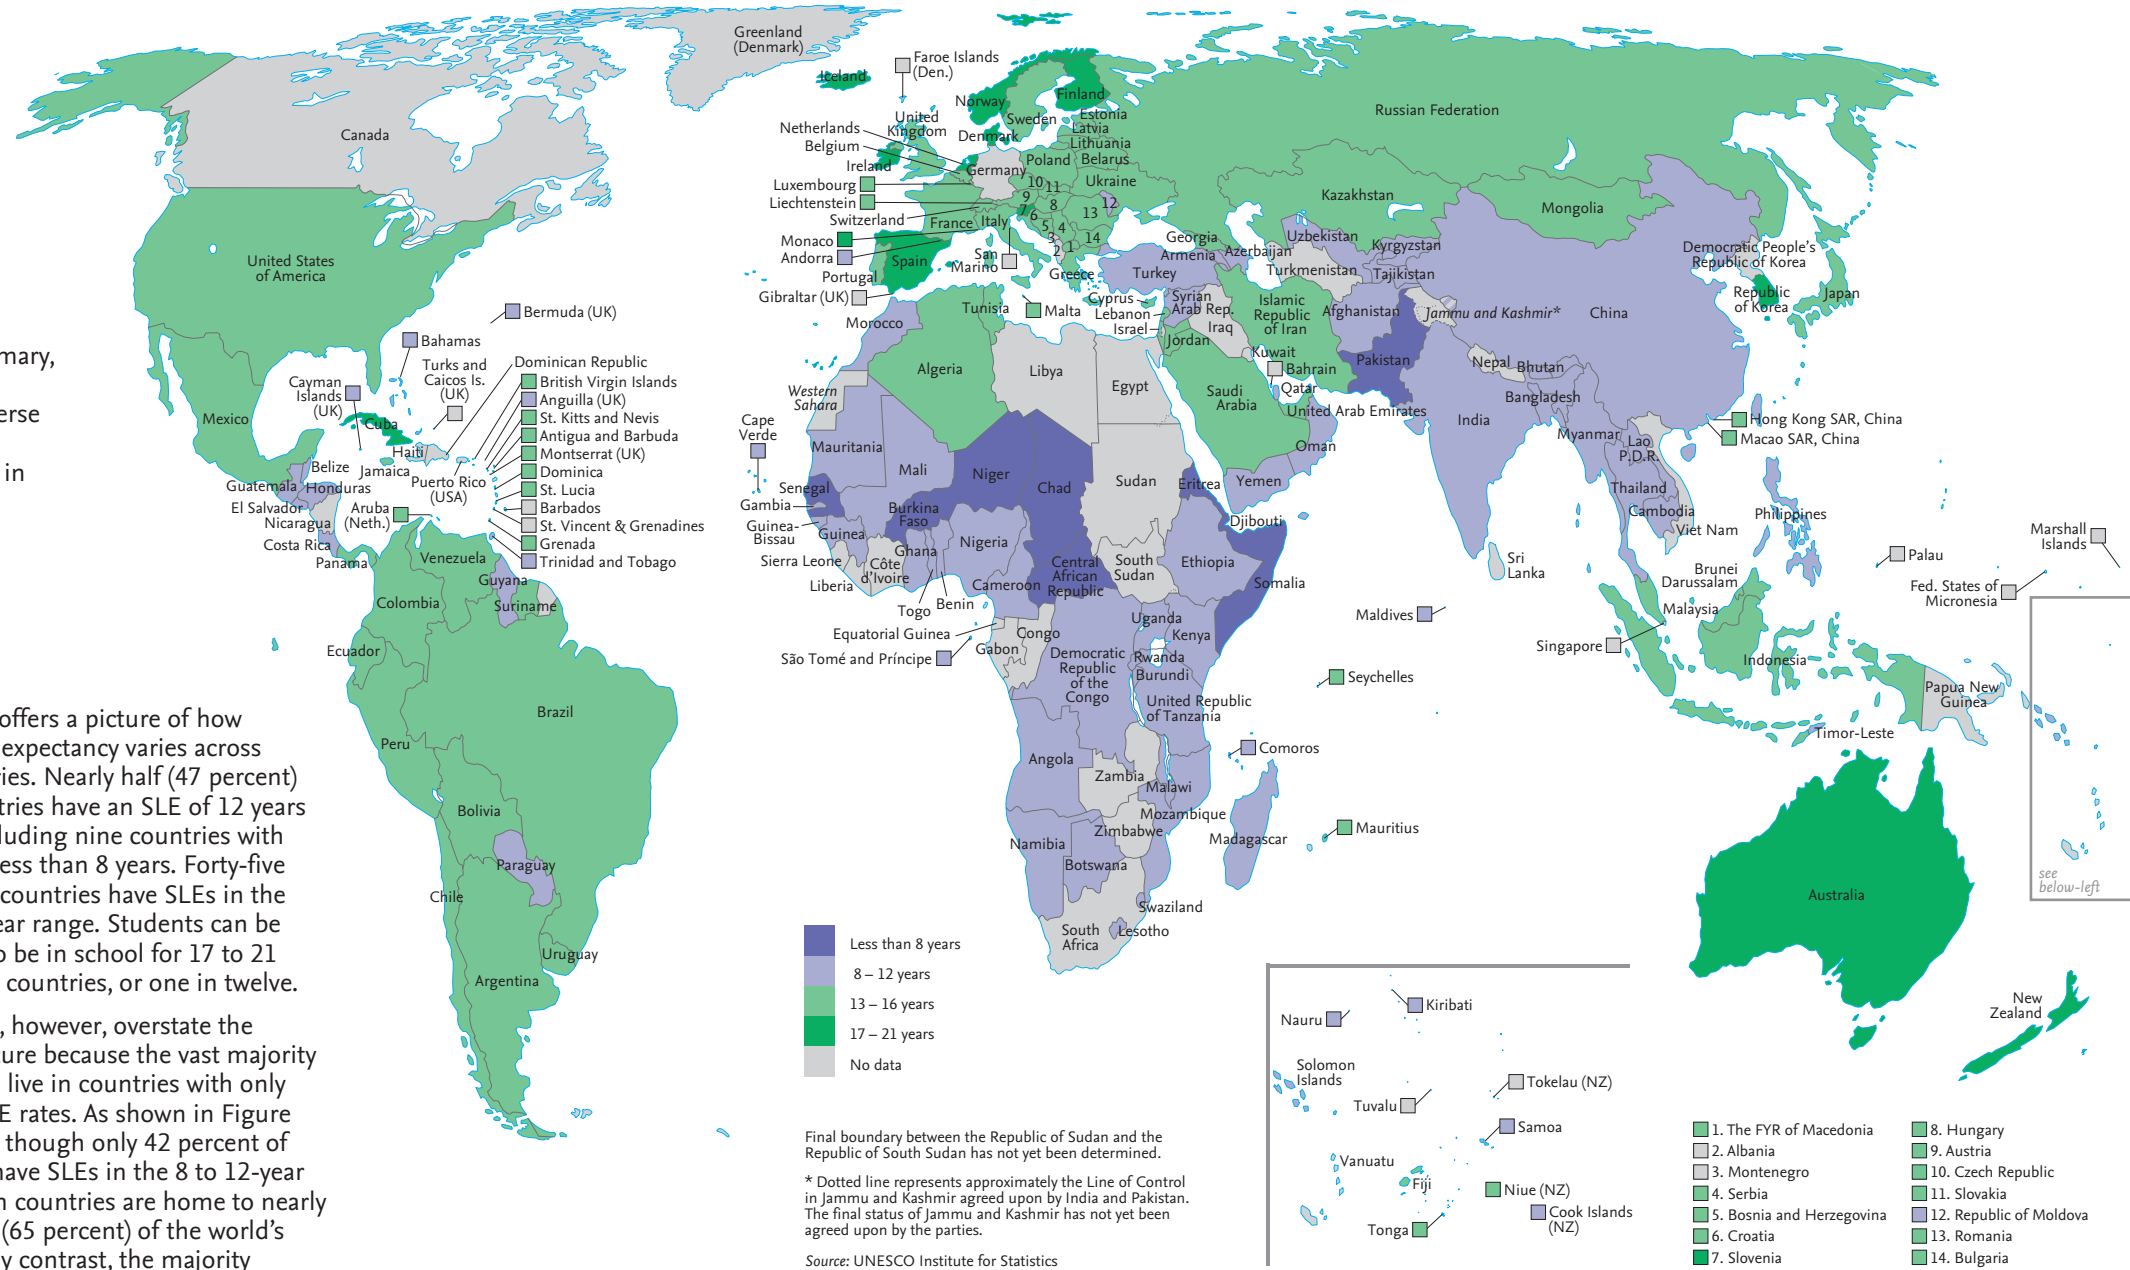 mary,
erse
in
offers a picture of how
expectancy varies across
ies. Nearly half (47 percent)
tries have an SLE of 12 years
luding nine countries with
less than 8 years. Forty-five
countries have SLEs in the
ear range. Students can be
o be in school for 17 to 21
countries, or one in twelve.
, however, overstate the
ture because the vast majority
live in countries with only
E rates. As shown in Figure
though only 42 percent of
have SLEs in the 8 to 12-year
n countries are home to nearly
(65 percent) of the world's
y contrast, the majority
Greenland
(Denmark)
Canada
United States
of America
Mexico
Bermuda (UK)
Bahamas
Turks and
Caicos Is.
(UK)
Cayman
Islands
(UK)
Cuba
Haiti
Jamaica
Belize
Guatemala
Honduras
El Salvador
Nicaragua
Costa Rica
Panama
Puerto Rico
(USA)
Aruba
(Neth.)
Dominican Republic
British Virgin Islands
Anguilla (UK)
St. Kitts and Nevis
Antigua and Barbuda
Montserrat (UK)
Dominica
St. Lucia
Barbados
St. Vincent & Grenadines
Grenada
Trinidad and Tobago
Venezuela
Guyana
Suriname
Colombia
Ecuador
Peru
Brazil
Bolivia
Paraguay
Chile
Uruguay
Argentina
Iceland
Faroe Islands
(Den.)
Norway
Finland
Sweden
Estonia
Latvia
Lithuania
Belarus
United
Kingdom
Denmark
Netherlands
Belgium
Ireland
Germany
Poland
Ukraine
Luxembourg
Liechtenstein
Switzerland
France
Italy
Monaco
Andorra
Portugal
Spain
San
Marino
Gibraltar (UK)
Malta
Greece
10
11
9
8
7
6
13
12
5
4
3
2
1
14
Russian Federation
Kazakhstan
Mongolia
Georgia
Armenia
Azerbaijan
Turkey
Uzbekistan
Kyrgyzstan
Turkmenistan
Tajikistan
Cyprus
Lebanon
Israel
Syrian
Arab Rep.
Iraq
Jordan
Islamic
Republic
of Iran
Afghanistan
Jammu and Kashmir*
China
Democratic People's
Republic of Korea
Republic
of Korea
Japan
Kuwait
Bahrain
Qatar
Saudi
Arabia
United Arab Emirates
Oman
Yemen
Pakistan
Nepal
Bhutan
Bangladesh
India
Myanmar
Lao
P.D.R.
Thailand
Cambodia
Viet Nam
Hong Kong SAR, China
Macao SAR, China
Philippines
Sri
Lanka
Brunei
Darussalam
Malaysia
Maldives
Singapore
Indonesia
Palau
Marshall
Islands
Fed. States of
Micronesia
Papua New
Guinea
Timor-Leste
Australia
New
Zealand
see
below-left
Morocco
Tunisia
Algeria
Libya
Egypt
Western
Sahara
Cape
Verde
Mauritania
Mali
Niger
Chad
Sudan
Eritrea
Djibouti
Senegal
Gambia
Guinea-
Bissau
Guinea
Sierra Leone
Liberia
Burkina
Faso
Côte
d'Ivoire
Ghana
Togo
Benin
Nigeria
Cameroon
Central
African
Republic
South
Sudan
Ethiopia
Somalia
Equatorial Guinea
São Tomé and Príncipe
Gabon
Congo
Democratic
Republic
of the
Congo
Uganda
Kenya
Rwanda
Burundi
United Republic
of Tanzania
Seychelles
Comoros
Angola
Zambia
Malawi
Mozambique
Zimbabwe
Madagascar
Mauritius
Namibia
Botswana
Swaziland
Lesotho
South
Africa
Less than 8 years
8 – 12 years
13 – 16 years
17 – 21 years
No data
Final boundary between the Republic of Sudan and the
Republic of South Sudan has not yet been determined.
* Dotted line represents approximately the Line of Control
in Jammu and Kashmir agreed upon by India and Pakistan.
The final status of Jammu and Kashmir has not yet been
agreed upon by the parties.
Source: UNESCO Institute for Statistics
Kiribati
Nauru
Solomon
Islands
Tokelau (NZ)
Tuvalu
Samoa
Vanuatu
Fiji
Niue (NZ)
Cook Islands
(NZ)
Tonga
1. The FYR of Macedonia
2. Albania
3. Montenegro
4. Serbia
5. Bosnia and Herzegovina
6. Croatia
7. Slovenia
8. Hungary
9. Austria
10. Czech Republic
11. Slovakia
12. Republic of Moldova
13. Romania
14. Bulgaria